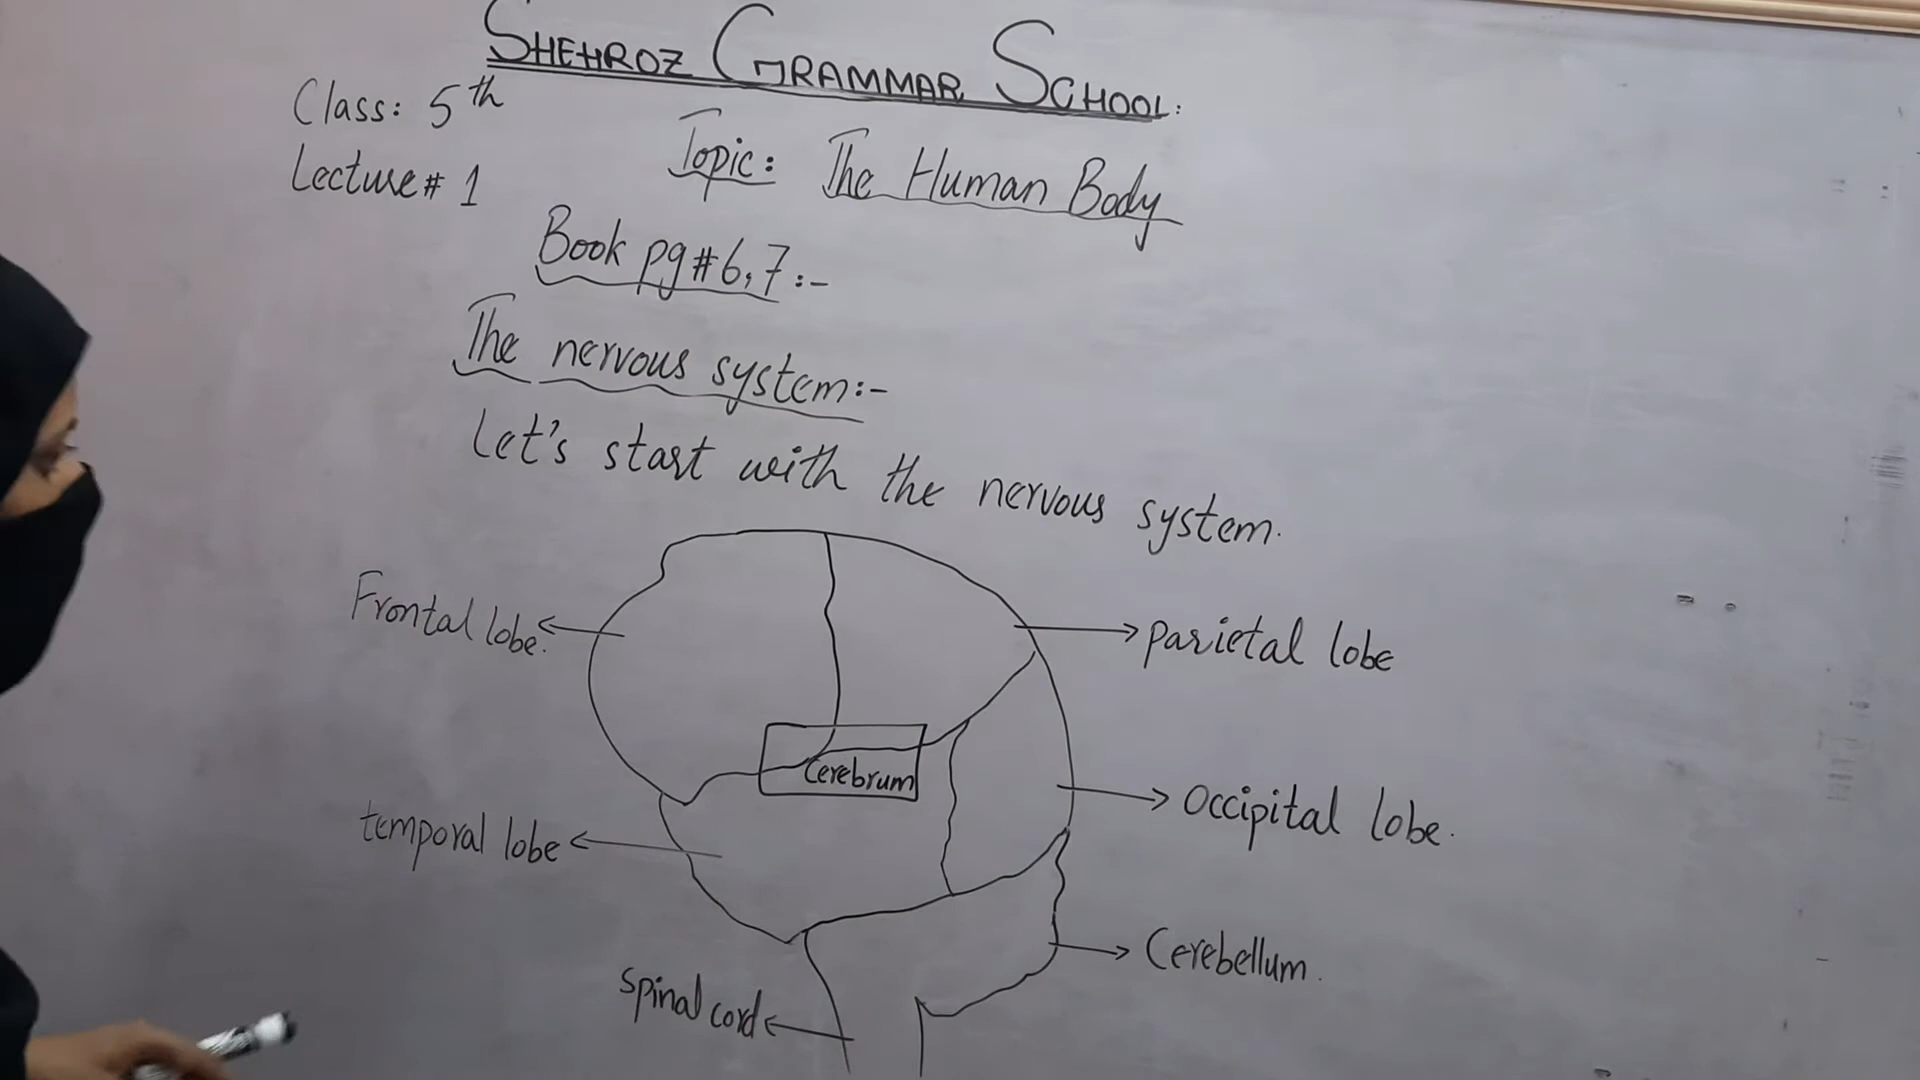 SHEHROZ GRAMMAR SCHOOL:
Class: 5th
Lecture# 1
Topic: The Human Body
Book pg#6,7:-
The nervous system:-
Let's start with the nervous system.
Frontal lobe.
parietal lobe
Cerebrum
temporal lobe
Occipital lobe.
Cerebellum.
Spinal cord